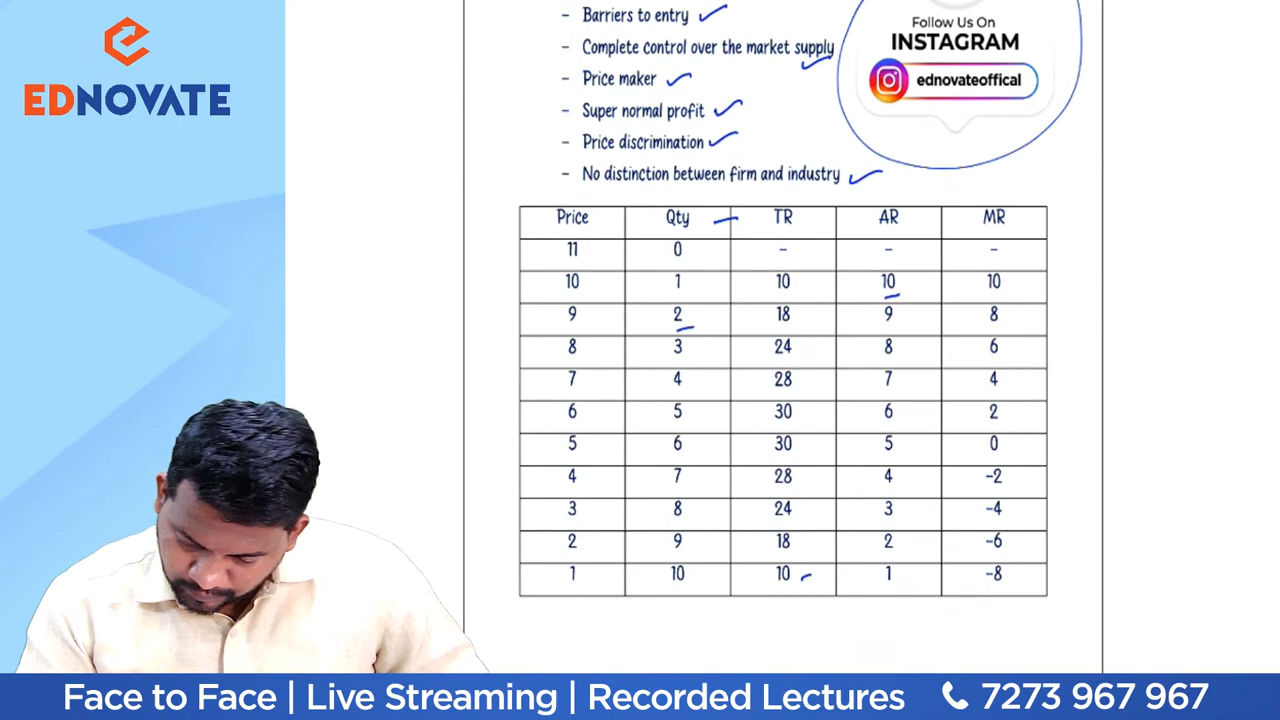 EDNOVATE
- Barriers to entry
- Complete control over the market supply
- Price maker
- Super normal profit
- Price discrimination
- No distinction between firm and industry
Follow Us On
INSTAGRAM
ednovateoffical
Price Qty TR AR MR
11 0 - - -
10 1 10 10 10
9 2 18 9 8
8 3 24 8 6
7 4 28 7 4
6 5 30 6 2
5 6 30 5 0
4 7 28 4 -2
3 8 24 3 -4
2 9 18 2 -6
1 10 10 1 -8
Face to Face | Live Streaming | Recorded Lectures 7273 967 967